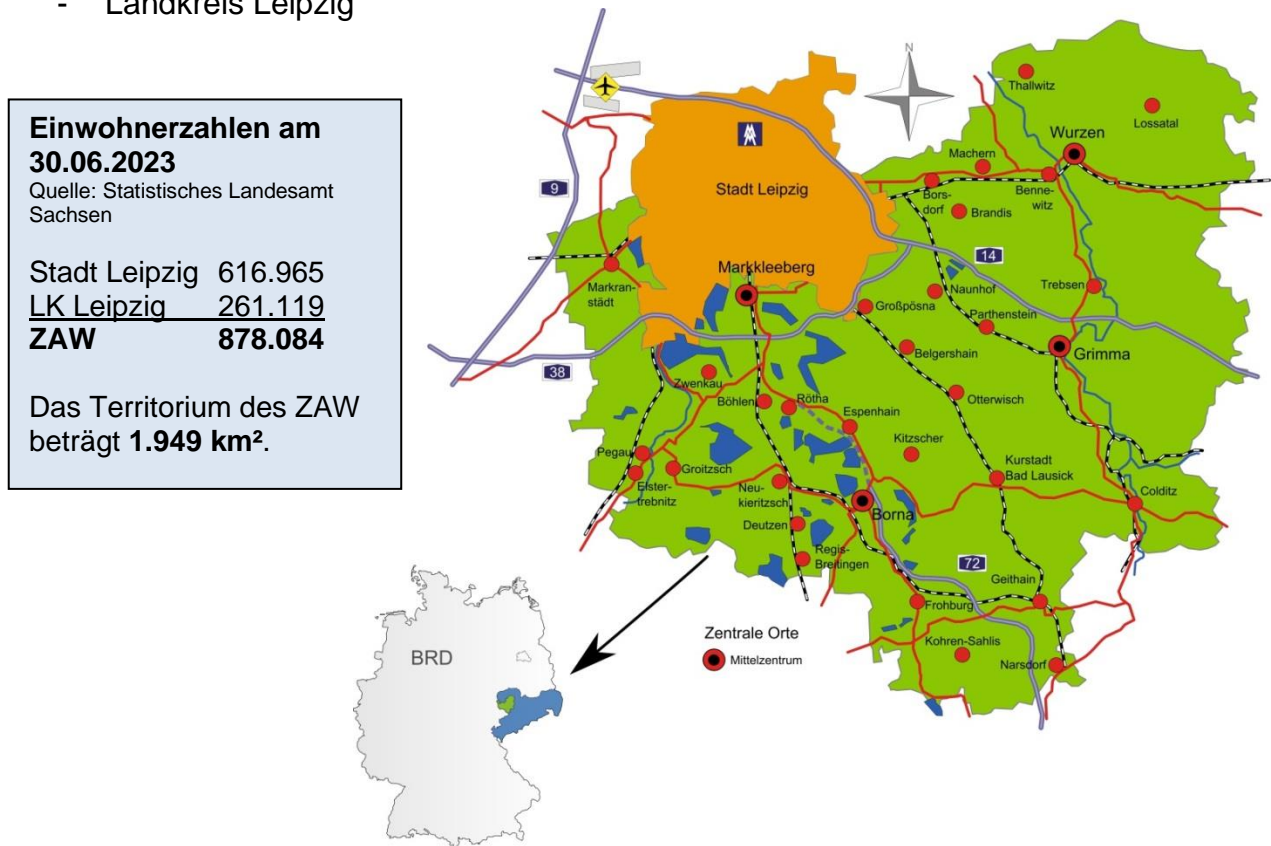 - Landkreis Leipzig
Einwohnerzahlen am
30.06.2023
Quelle: Statistisches Landesamt
Sachsen
Stadt Leipzig 616.965
LK Leipzig 261.119
ZAW 878.084
Das Territorium des ZAW
beträgt 1.949 km².
N
Thallwitz
Lossatal
Wurzen
Machern
Benne-
witz
Bors-
dorf
Brandis
9
Stadt Leipzig
14
Markkleeberg
Markran-
städt
Naunhof
Trebsen
Großpösna
Parthenstein
Grimma
Belgershain
38
Zwenkau
Böhlen
Rötha
Otterwisch
Espenhain
Kitzscher
Pegau
Groitzsch
Elster-
trebnitz
Neu-
kieritzsch
Kurstadt
Bad Lausick
Colditz
Borna
Deutzen
Regis-
Breitingen
72
Geithain
Frohburg
Kohren-Sahlis
Narsdorf
Zentrale Orte
Mittelzentrum
BRD